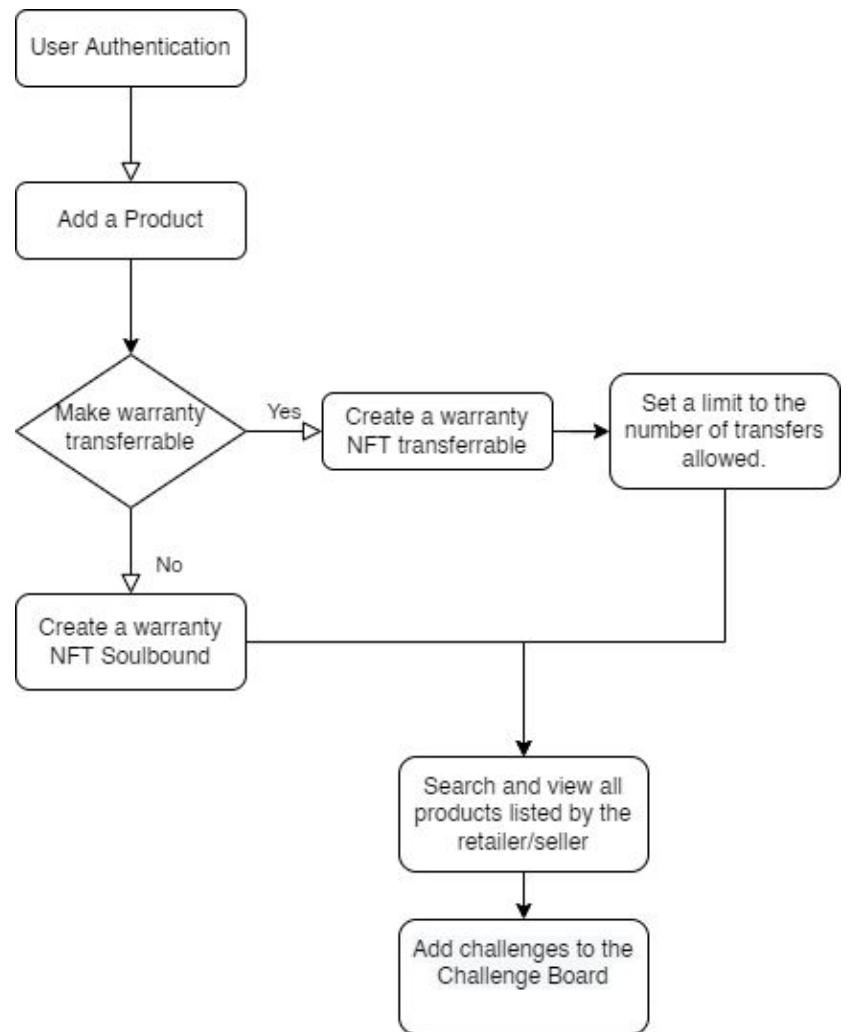 User Authentication
Add a Product
Make warranty
transferrable
Yes
Create a warranty
NFT transferrable
Set a limit to the
number of transfers
allowed.
No
Create a warranty
NFT Soulbound
Search and view all
products listed by the
retailer/seller
Add challenges to the
Challenge Board